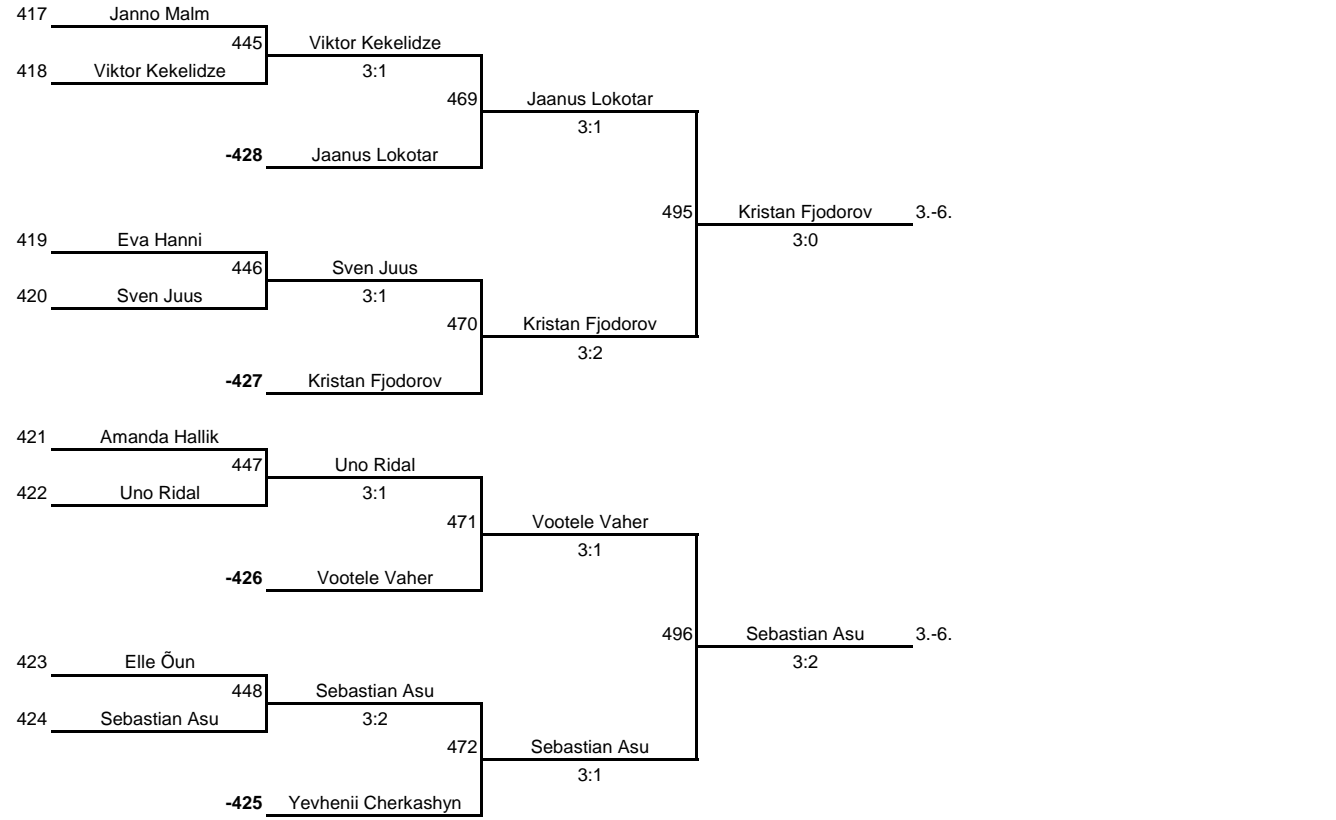 417 Janno Malm
445 Viktor Kekelidze
418 Viktor Kekelidze 3:1
469 Jaanus Lokotar
3:1
-428 Jaanus Lokotar
495 Kristan Fjodorov 3.-6.
419 Eva Hanni 3:0
446 Sven Juus
420 Sven Juus 3:1
470 Kristan Fjodorov
3:2
-427 Kristan Fjodorov
421 Amanda Hallik
447 Uno Ridal
422 Uno Ridal 3:1
471 Vootele Vaher
3:1
-426 Vootele Vaher
496 Sebastian Asu 3.-6.
423 Elle Õun 3:2
448 Sebastian Asu
424 Sebastian Asu 3:2
472 Sebastian Asu
3:1
-425 Yevhenii Cherkashyn